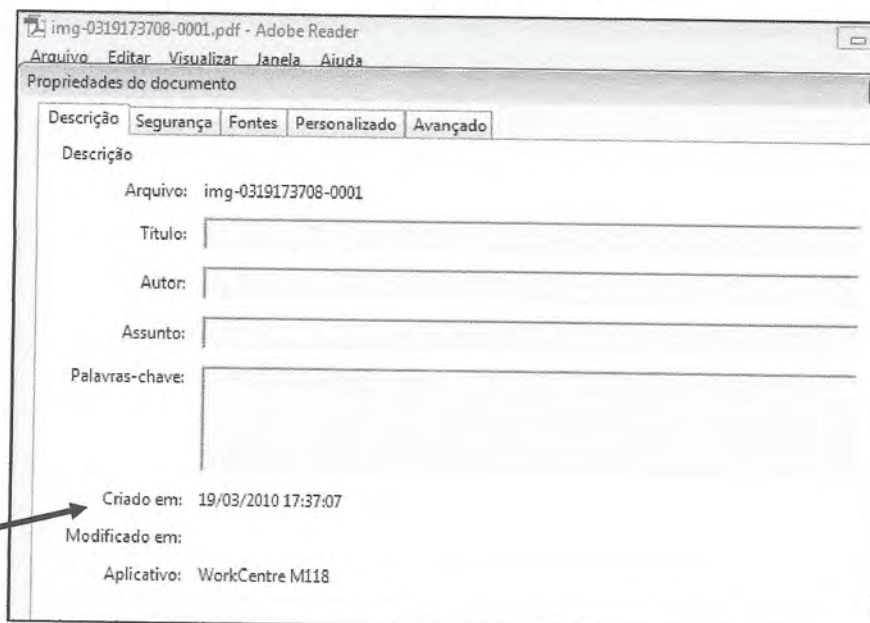 img-0319173708-0001.pdf - Adobe Reader
Arquivo Editar Visualizar Janela Ajuda
Propriedades do documento
Descrição Segurança Fontes Personalizado Avançado
Descrição
Arquivo: img-0319173708-0001
Título:
Autor:
Assunto:
Palavras-chave:
Criado em: 19/03/2010 17:37:07
Modificado em:
Aplicativo: WorkCentre M118